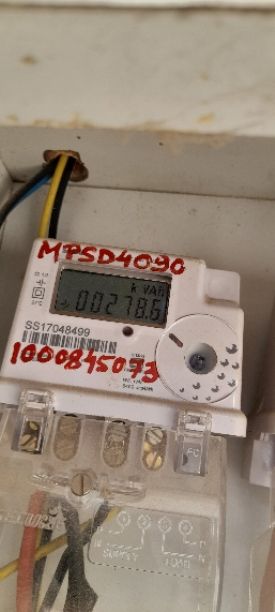 MPSD4090
k VAh
00278.6
SS17048499
1000845073
SUPPLY LOAD